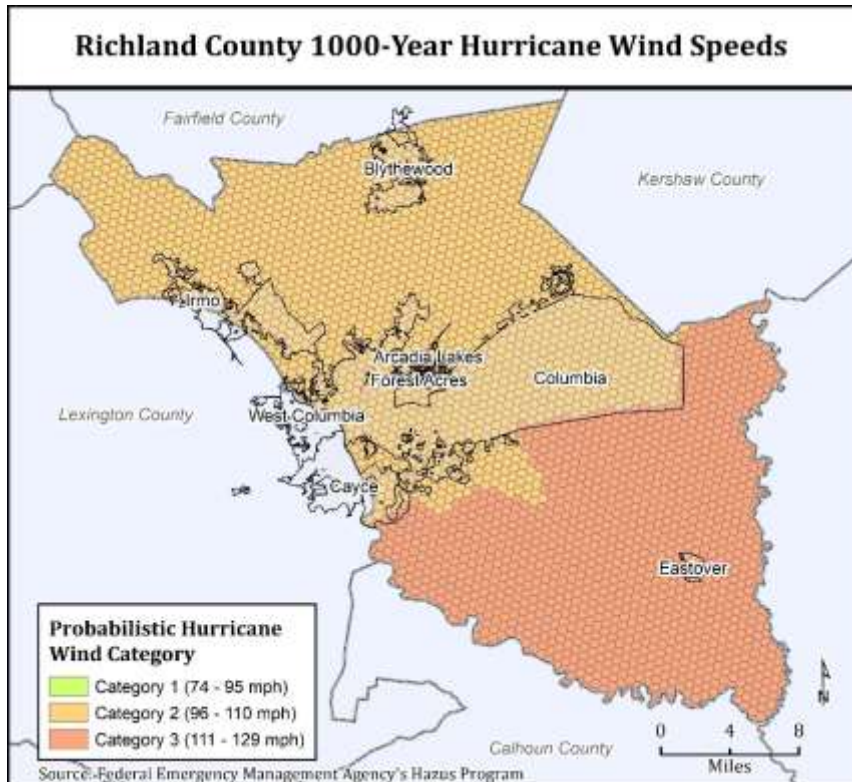 Richland County 1000-Year Hurricane Wind Speeds
Fairfield County
Blythewood
Kershaw County
Irmo
Arcadia Lakes
Forest Acres
Columbia
Lexington County
West Columbia
Cayce
Eastover
Probabilistic Hurricane
Wind Category
Category 1 (74 - 95 mph)
Category 2 (96 - 110 mph)
Category 3 (111 - 129 mph)
N
0 4 8
Miles
Calhoun County
Source: Federal Emergency Management Agency's Hazus Program